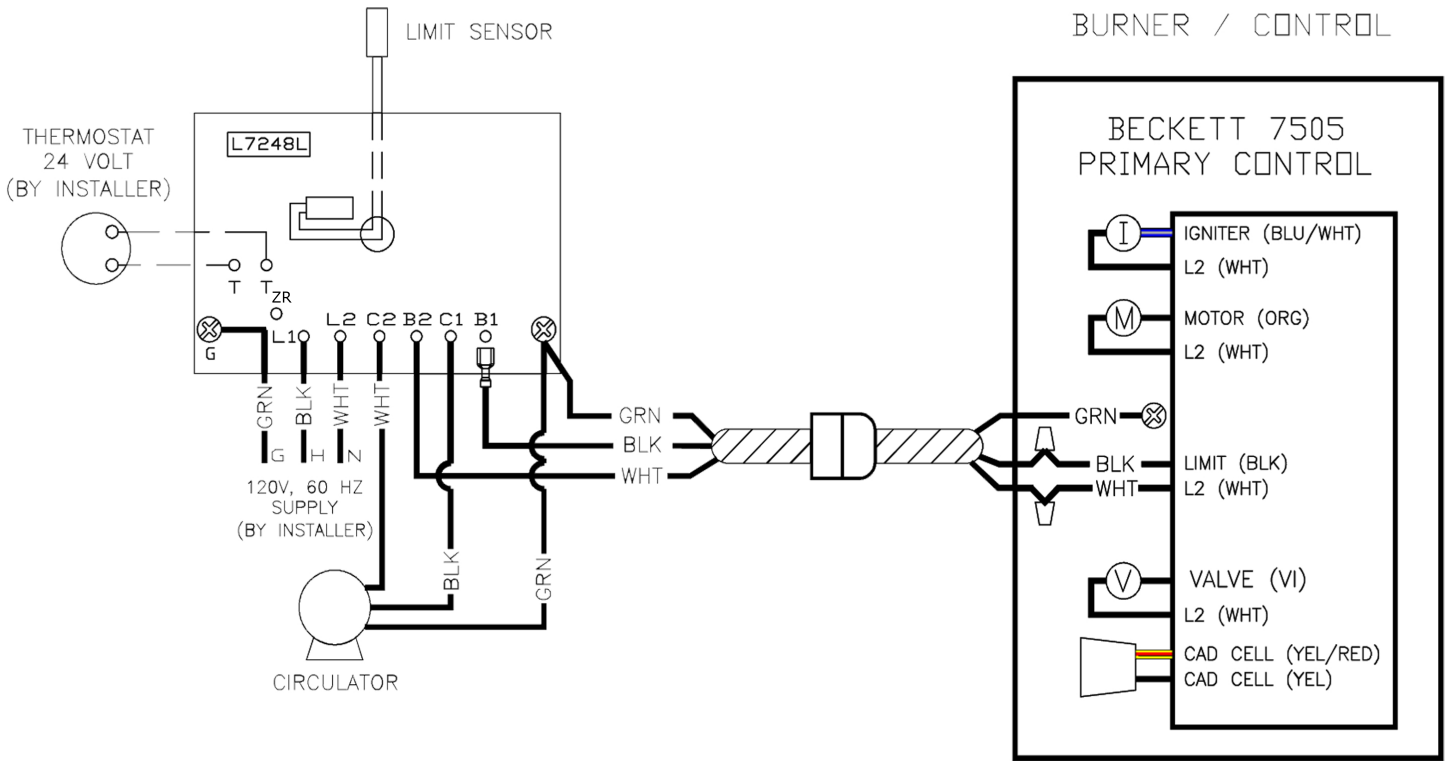 BURNER / CONTROL
LIMIT SENSOR
THERMOSTAT
24 VOLT
(BY INSTALLER)
L7248L
T T
ZR
G
L1 L2 C2 B2 C1 B1
GRN
BLK
WHT
WHT
G H N
120V, 60 HZ
SUPPLY
(BY INSTALLER)
BLK
GRN
CIRCULATOR
GRN
BLK
WHT
BECKETT 7505
PRIMARY CONTROL
I IGNITER (BLU/WHT)
L2 (WHT)
M MOTOR (ORG)
L2 (WHT)
GRN
BLK LIMIT (BLK)
WHT L2 (WHT)
V VALVE (VI)
L2 (WHT)
CAD CELL (YEL/RED)
CAD CELL (YEL)